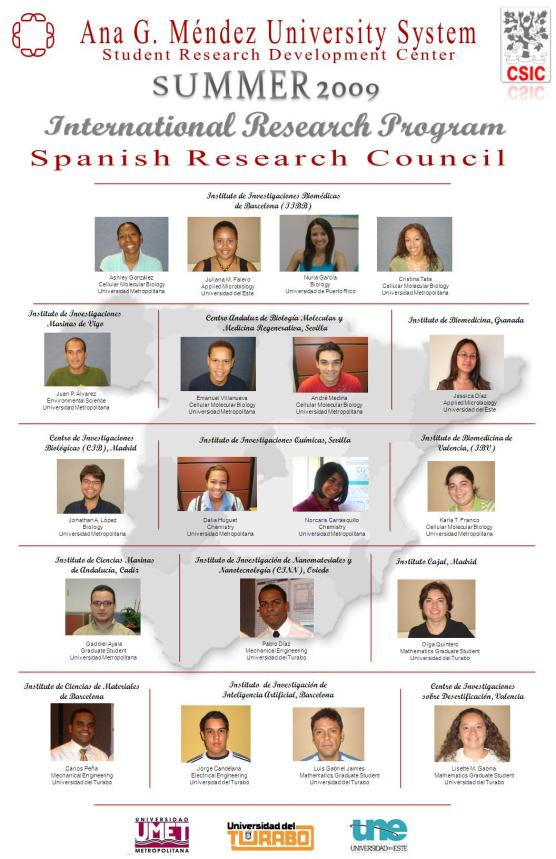 Ana G. Méndez University System
Student Research Development Center
CSIC
SUMMER 2009
International Research Program
Spanish Research Council
Instituto de Investigaciones Biomédicas
de Barcelona (IIBB)
Ashley González
Cellular Molecular Biology
Universidad Metropolitana
Juliana M. Falero
Applied Microbiology
Universidad del Este
Nuria García
Biology
Universidad de Puerto Rico
Cristina Tatis
Cellular Molecular Biology
Universidad Metropolitana
Instituto de Investigaciones
Marinas de Vigo
Juan P. Álvarez
Environmental Science
Universidad Metropolitana
Centro Andaluz de Biología Molecular y
Medicina Regenerativa, Sevilla
Emanuel Villanueva
Cellular Molecular Biology
Universidad Metropolitana
André Medina
Cellular Molecular Biology
Universidad Metropolitana
Instituto de Biomedicina, Granada
Jessica Díaz
Applied Microbiology
Universidad del Este
Centro de Investigaciones
Biológicas (CIB), Madrid
Jonathan A. López
Biology
Universidad Metropolitana
Instituto de Investigaciones Químicas, Sevilla
Dalia Huguet
Chemistry
Universidad Metropolitana
Norcara Carrasquillo
Chemistry
Universidad Metropolitana
Instituto de Biomedicina de
Valencia, (IBV)
Karla T. Franco
Cellular Molecular Biology
Universidad Metropolitana
Instituto de Ciencias Marinas
de Andalucía, Cadiz
Gaddiel Ayala
Graduate Student
Universidad Metropolitana
Instituto de Investigación de Nanomateriales y
Nanotecnología (CINN), Oviedo
Pablo Díaz
Mechanical Engineering
Universidad del Turabo
Instituto Cajal, Madrid
Olga Quintero
Mathematics Graduate Student
Universidad del Turabo
Instituto de Ciencias de Materiales
de Barcelona
Carlos Peña
Mechanical Engineering
Universidad del Turabo
Instituto de Investigación de
Inteligencia Artificial, Barcelona
Jorge Candelaria
Electrical Engineering
Universidad del Turabo
Luis Gabriel Jaimes
Mathematics Graduate Student
Universidad del Turabo
Centro de Investigaciones
sobre Desertificación, Valencia
Lisette M. Gaona
Mathematics Graduate Student
Universidad del Turabo
UNIVERSIDAD
UMET
METROPOLITANA
Universidad del
TURABO
une
UNIVERSIDAD DEL ESTE